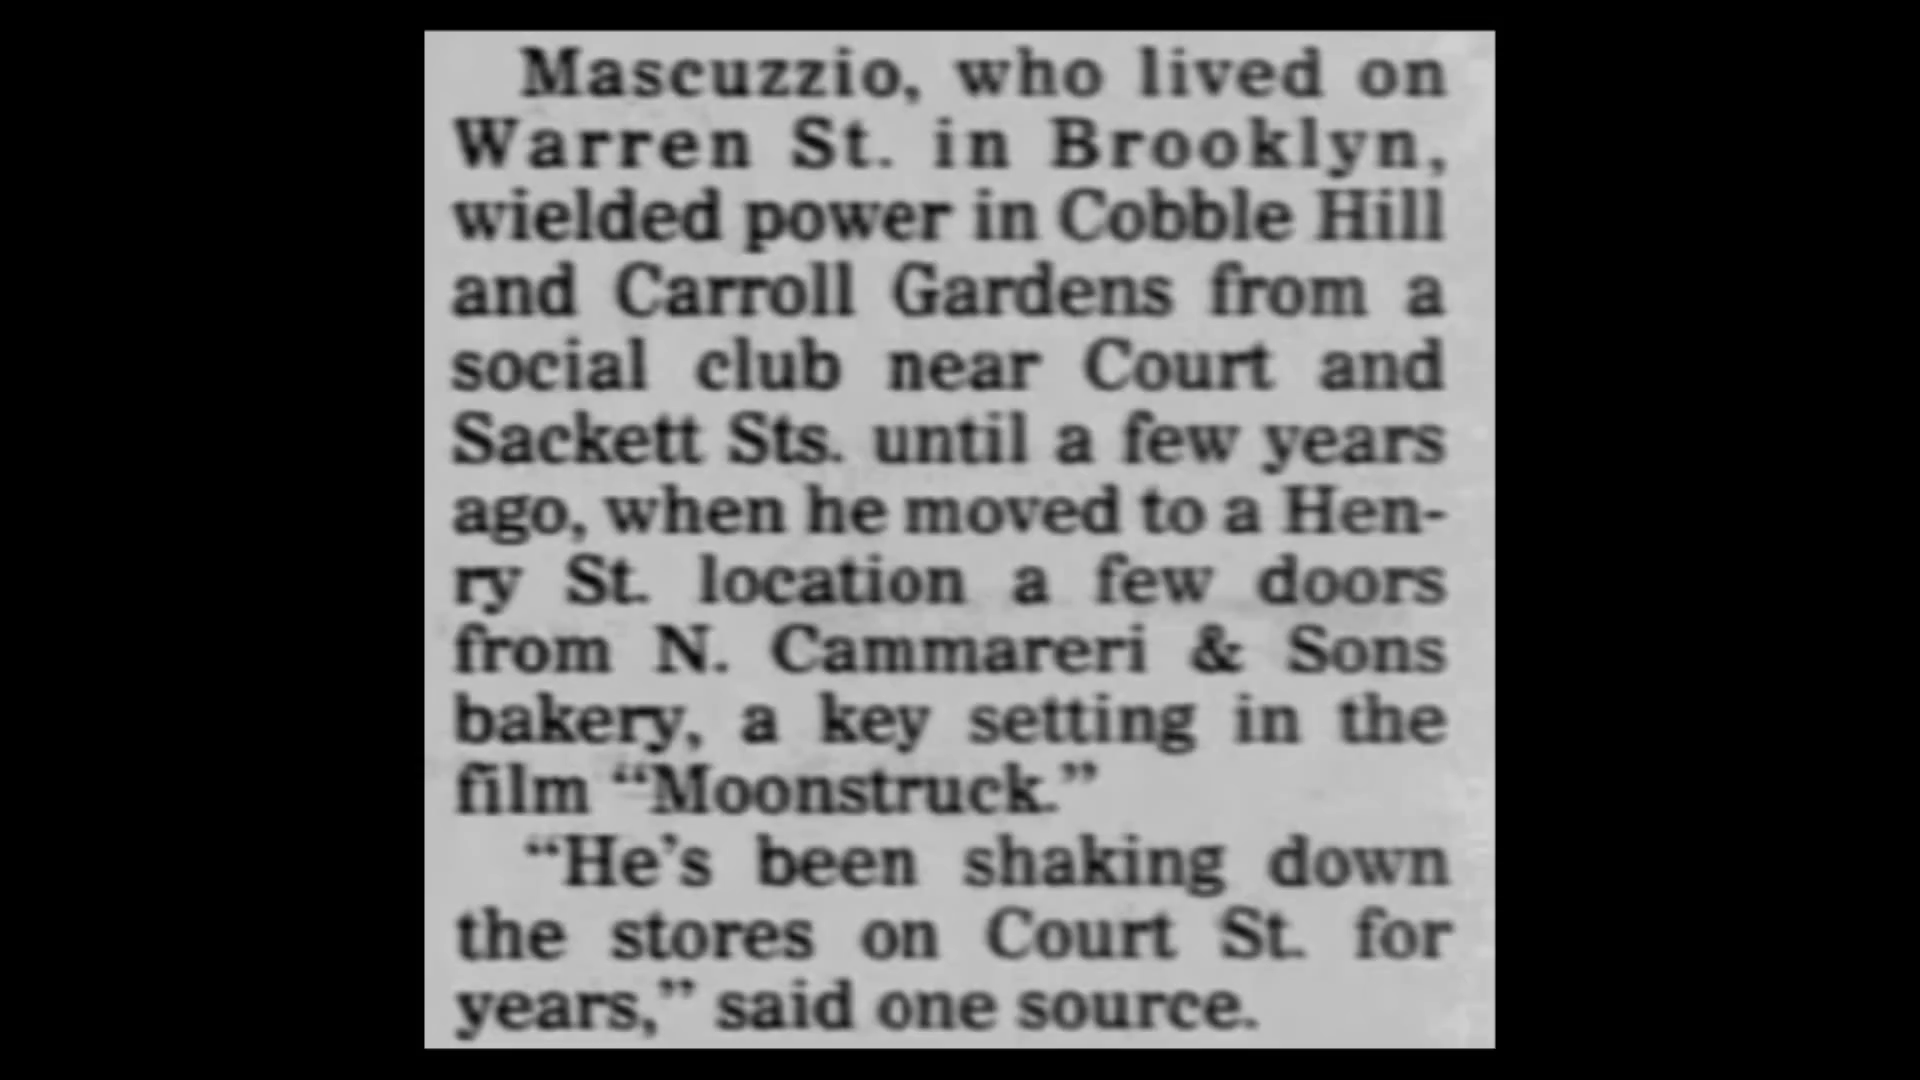 Mascuzzio, who lived on
Warren St. in Brooklyn,
wielded power in Cobble Hill
and Carroll Gardens from a
social club near Court and
Sackett Sts. until a few years
ago, when he moved to a Hen-
ry St. location a few doors
from N. Cammareri & Sons
bakery, a key setting in the
film “Moonstruck.”
“He’s been shaking down
the stores on Court St. for
years,” said one source.